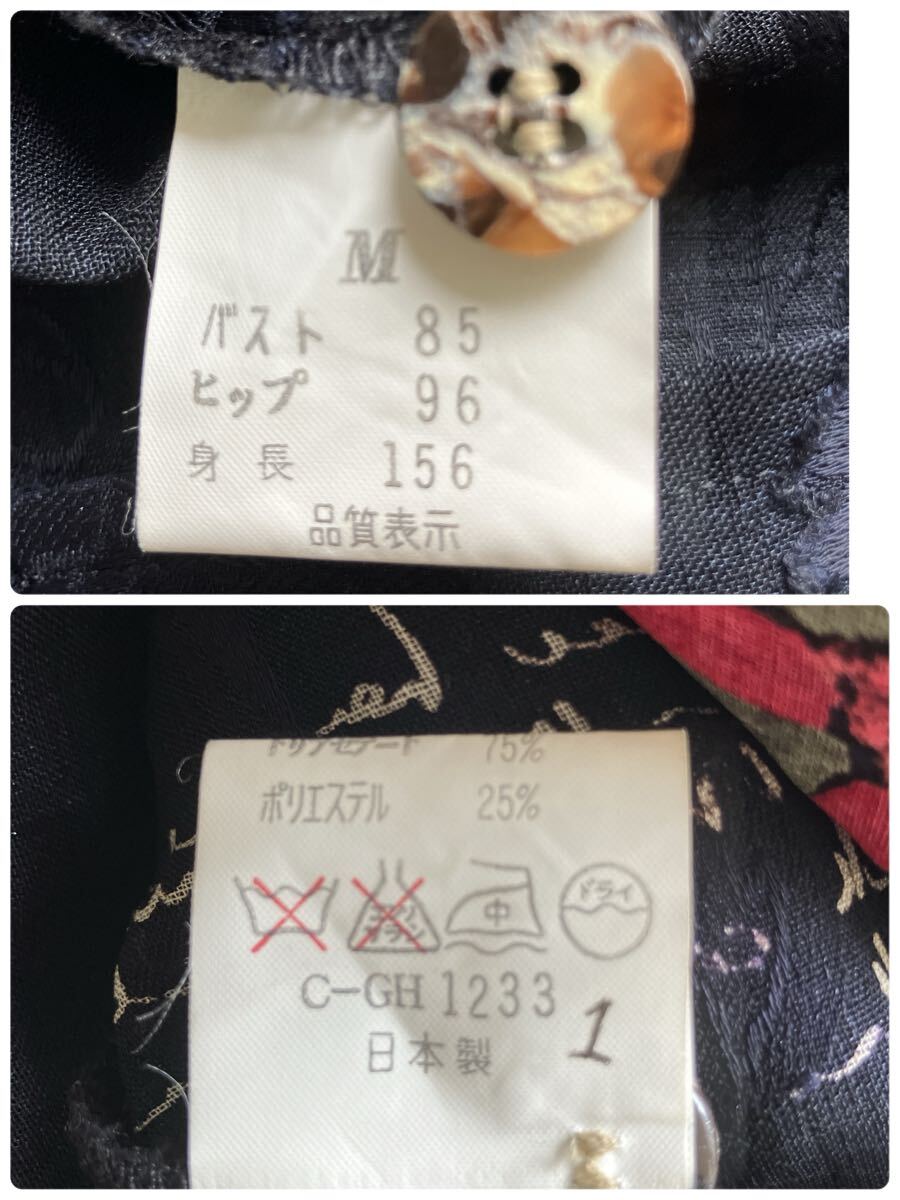 M
バスト 85
ヒップ 96
身長 156
品質表示
75%
ポリエステル 25%
中 ドライ
C-GH 1233 1
日本製